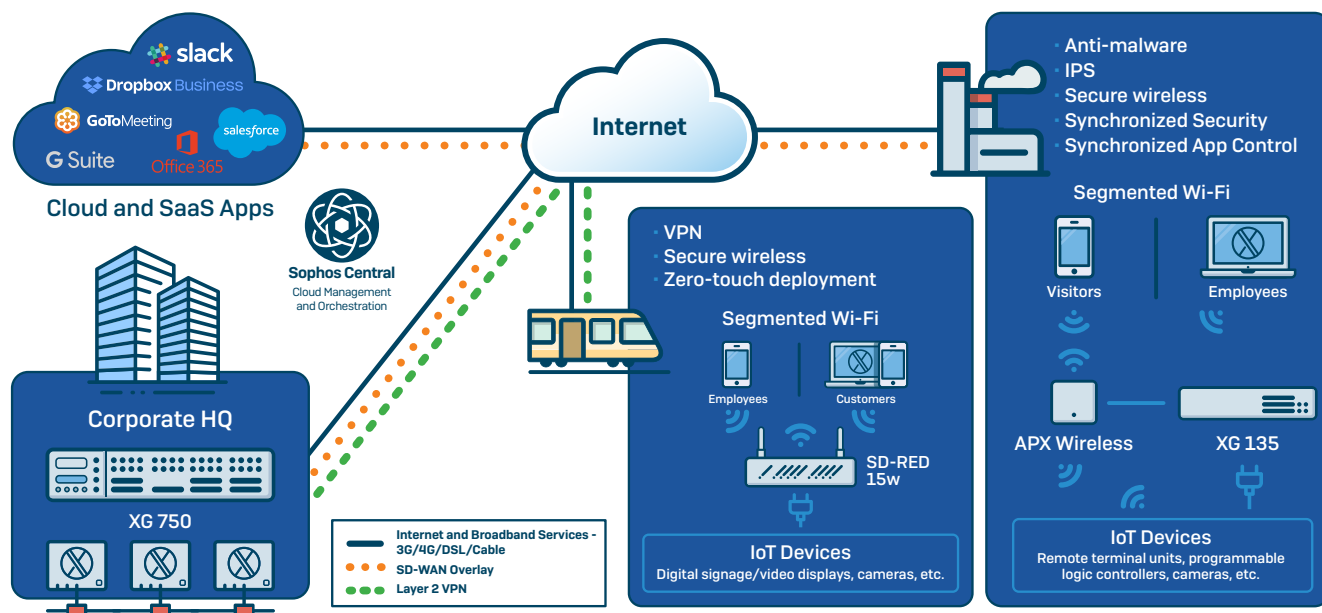 slack
Dropbox Business
GoToMeeting
salesforce
G Suite
Office 365
Cloud and SaaS Apps
Internet
Sophos Central
Cloud Management
and Orchestration
Corporate HQ
XG 750
Internet and Broadband Services -
3G/4G/DSL/Cable
SD-WAN Overlay
Layer 2 VPN
· VPN
· Secure wireless
· Zero-touch deployment
Segmented Wi-Fi
Employees
Customers
SD-RED
15w
IoT Devices
Digital signage/video displays, cameras, etc.
· Anti-malware
· IPS
· Secure wireless
· Synchronized Security
· Synchronized App Control
Segmented Wi-Fi
Visitors
Employees
APX Wireless
XG 135
IoT Devices
Remote terminal units, programmable
logic controllers, cameras, etc.